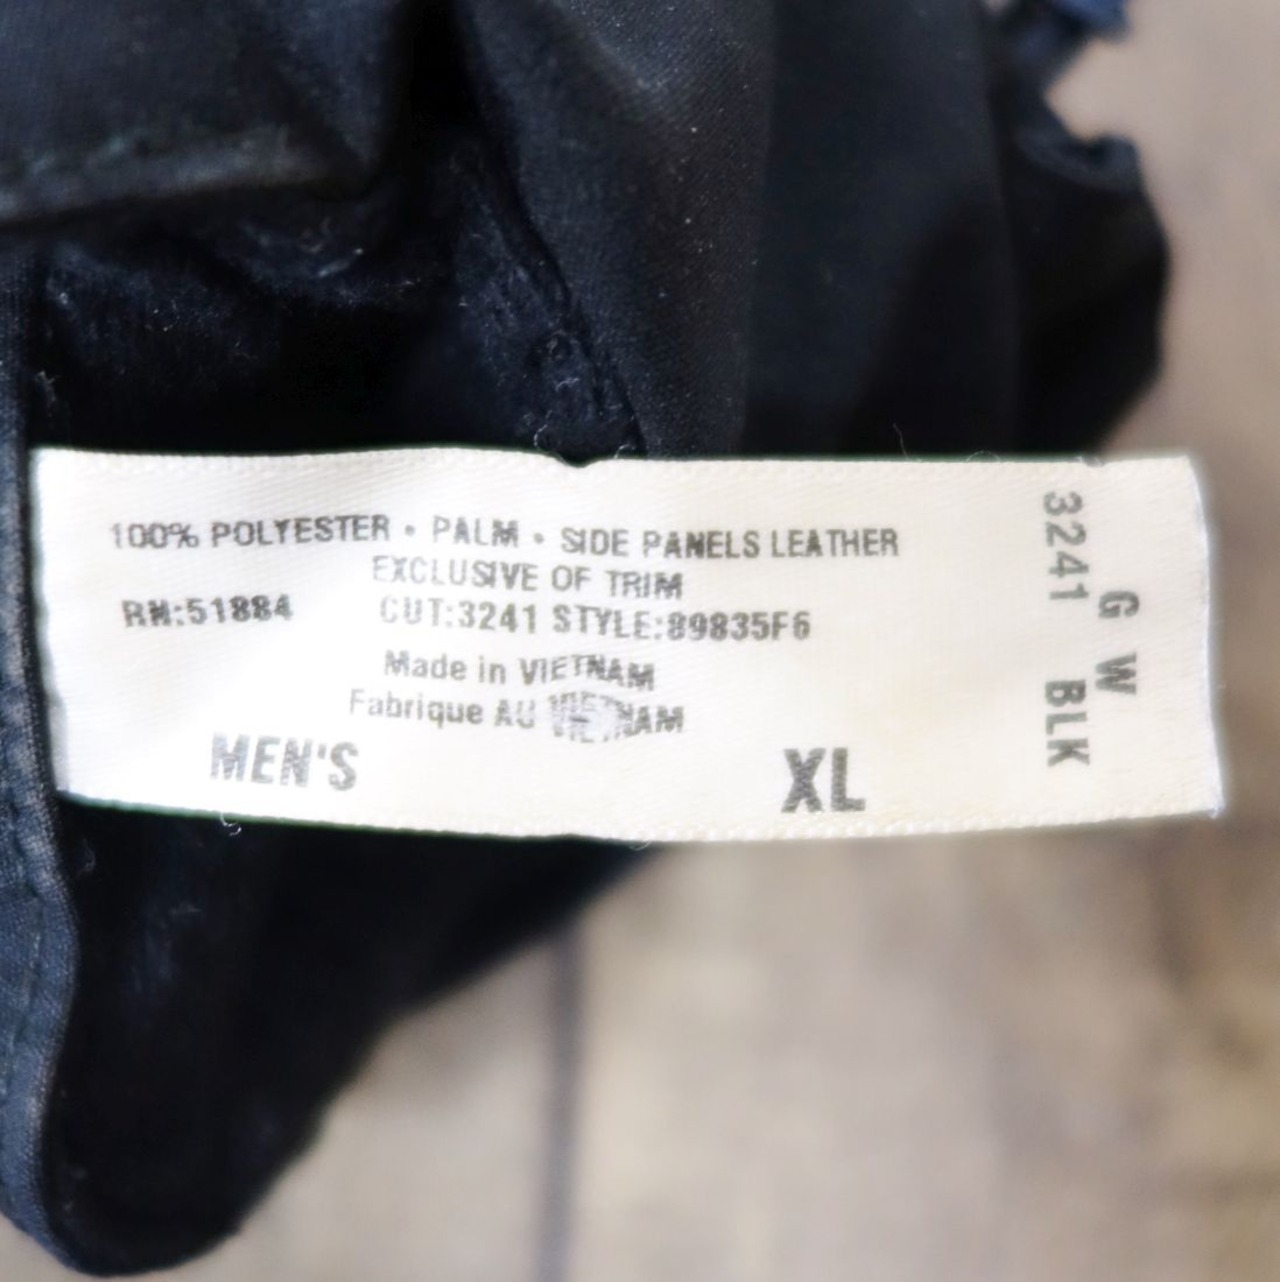 100% POLYESTER • PALM • SIDE PANELS LEATHER
EXCLUSIVE OF TRIM
RN:51884 CUT:3241 STYLE:89835F6
Made in VIETNAM
Fabrique AU VIETNAM
MEN'S XL
G W
3241 BLK